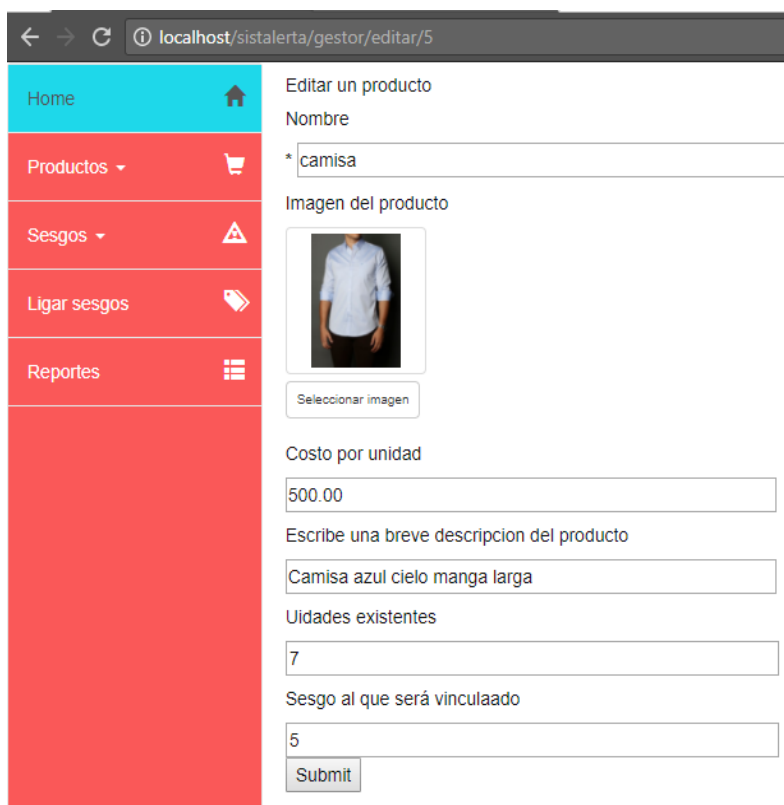 localhost/sistalerta/gestor/editar/5
Home
Productos
Sesgos
Ligar sesgos
Reportes
Editar un producto
Nombre
* camisa
Imagen del producto
Seleccionar imagen
Costo por unidad
500.00
Escribe una breve descripcion del producto
Camisa azul cielo manga larga
Uidades existentes
7
Sesgo al que será vinculaado
5
Submit